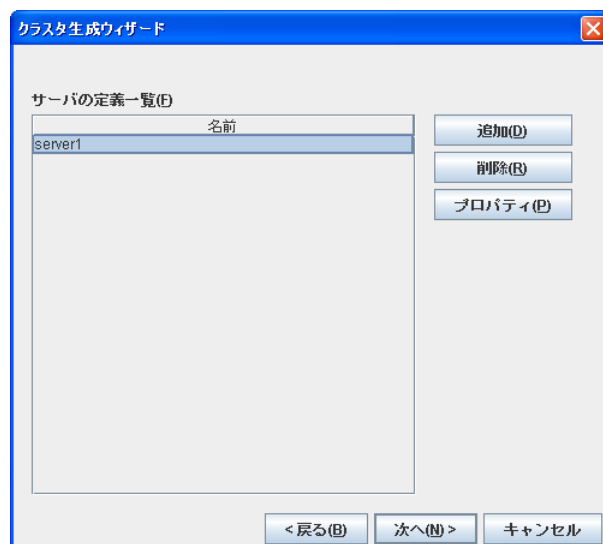 クラスタ生成ウィザード
サーバの定義一覧(F)
名前
server1
追加(D)
削除(R)
プロパティ(P)
<戻る(B)
次へ(N)>
キャンセル